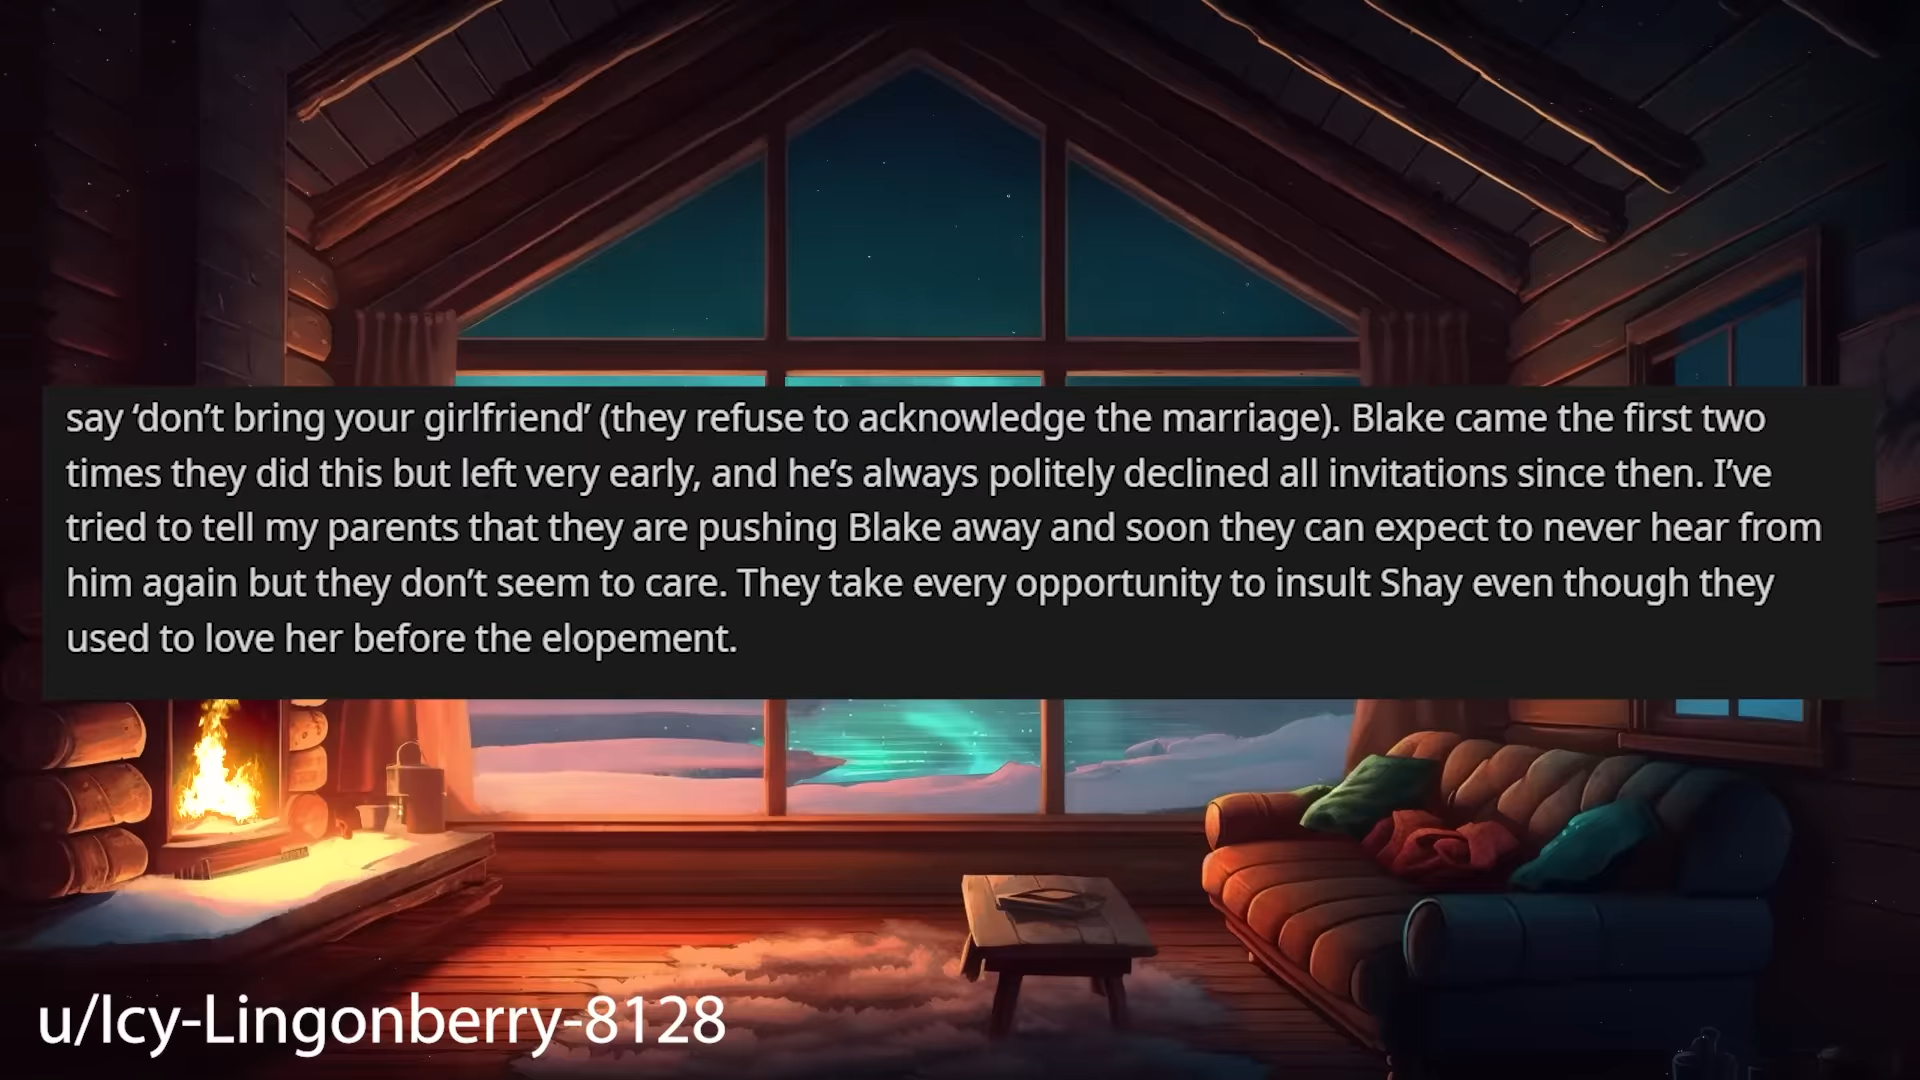 say ‘don’t bring your girlfriend’ (they refuse to acknowledge the marriage). Blake came the first two
times they did this but left very early, and he’s always politely declined all invitations since then. I’ve
tried to tell my parents that they are pushing Blake away and soon they can expect to never hear from
him again but they don’t seem to care. They take every opportunity to insult Shay even though they
used to love her before the elopement.
u/Icy-Lingonberry-8128